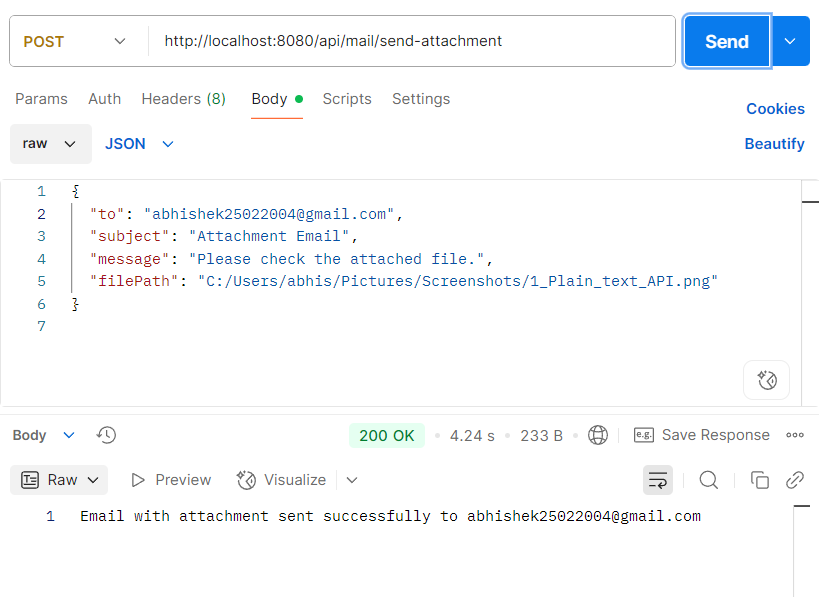 POST http://localhost:8080/api/mail/send-attachment Send
Params Auth Headers (8) Body Scripts Settings Cookies
raw JSON Beautify
1 {
2 "to": "abhishek25022004@gmail.com",
3 "subject": "Attachment Email",
4 "message": "Please check the attached file.",
5 "filePath": "C:/Users/abhis/Pictures/Screenshots/1_Plain_text_API.png"
6 }
7
Body 200 OK • 4.24 s • 233 B • e.g. Save Response
Raw Preview Visualize
1 Email with attachment sent successfully to abhishek25022004@gmail.com